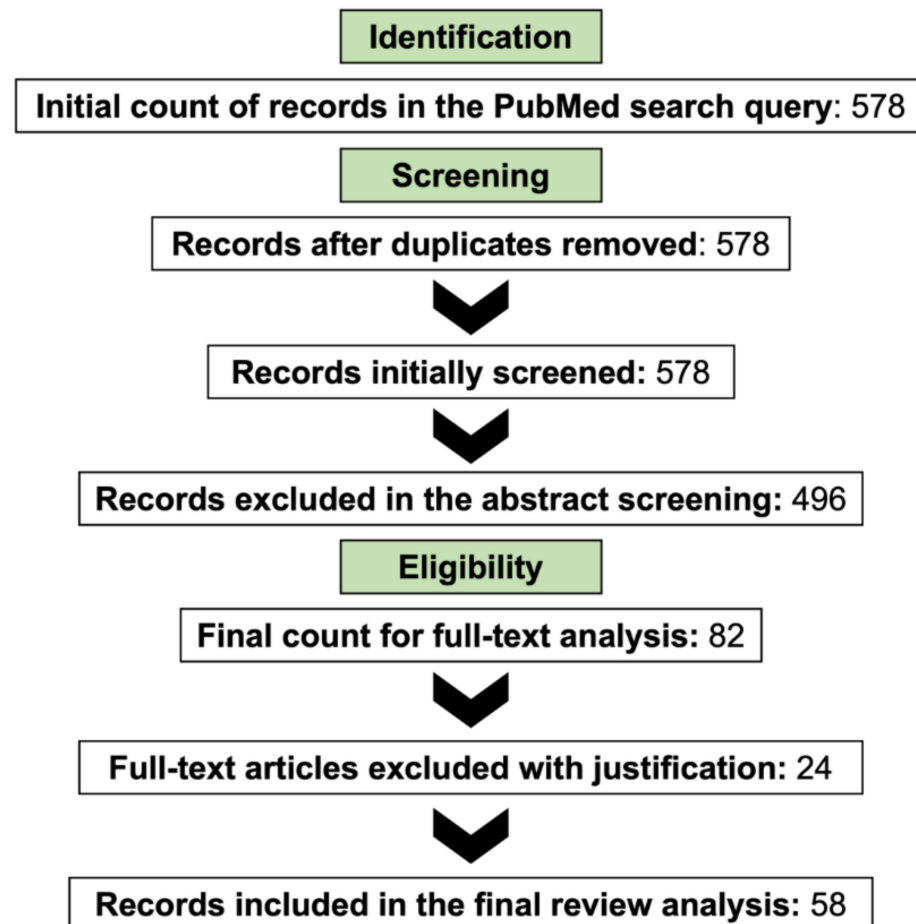 Identification
Initial count of records in the PubMed search query: 578
Screening
Records after duplicates removed: 578
Records initially screened: 578
Records excluded in the abstract screening: 496
Eligibility
Final count for full-text analysis: 82
Full-text articles excluded with justification: 24
Records included in the final review analysis: 58